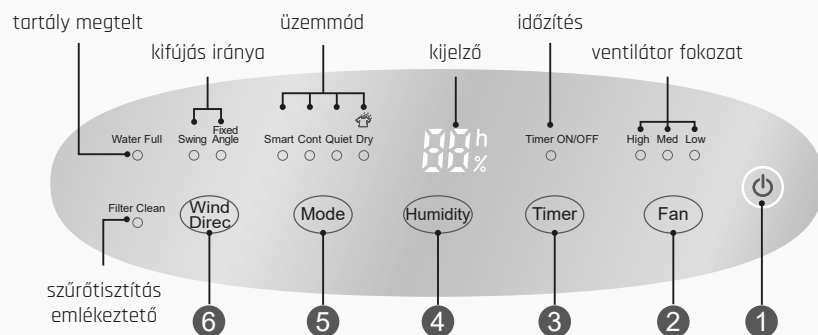 tartály megtelt
üzemmód
időzítés
kifújás iránya
kijelző
ventilátor fokozat
Water Full
Swing
Fixed
Angle
Smart Cont Quiet Dry
88 h
%
Timer ON/OFF
High Med Low
Filter Clean
Wind
Direc
Mode
Humidity
Timer
Fan
szűrőtisztítás
emlékeztető
6
5
4
3
2
1